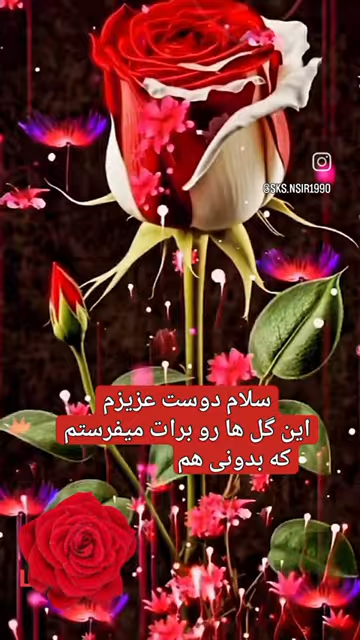 @SKS.NSIR1990
سلام دوست عزیزم
این گل ها رو برات میفرستم
که بدونی هم